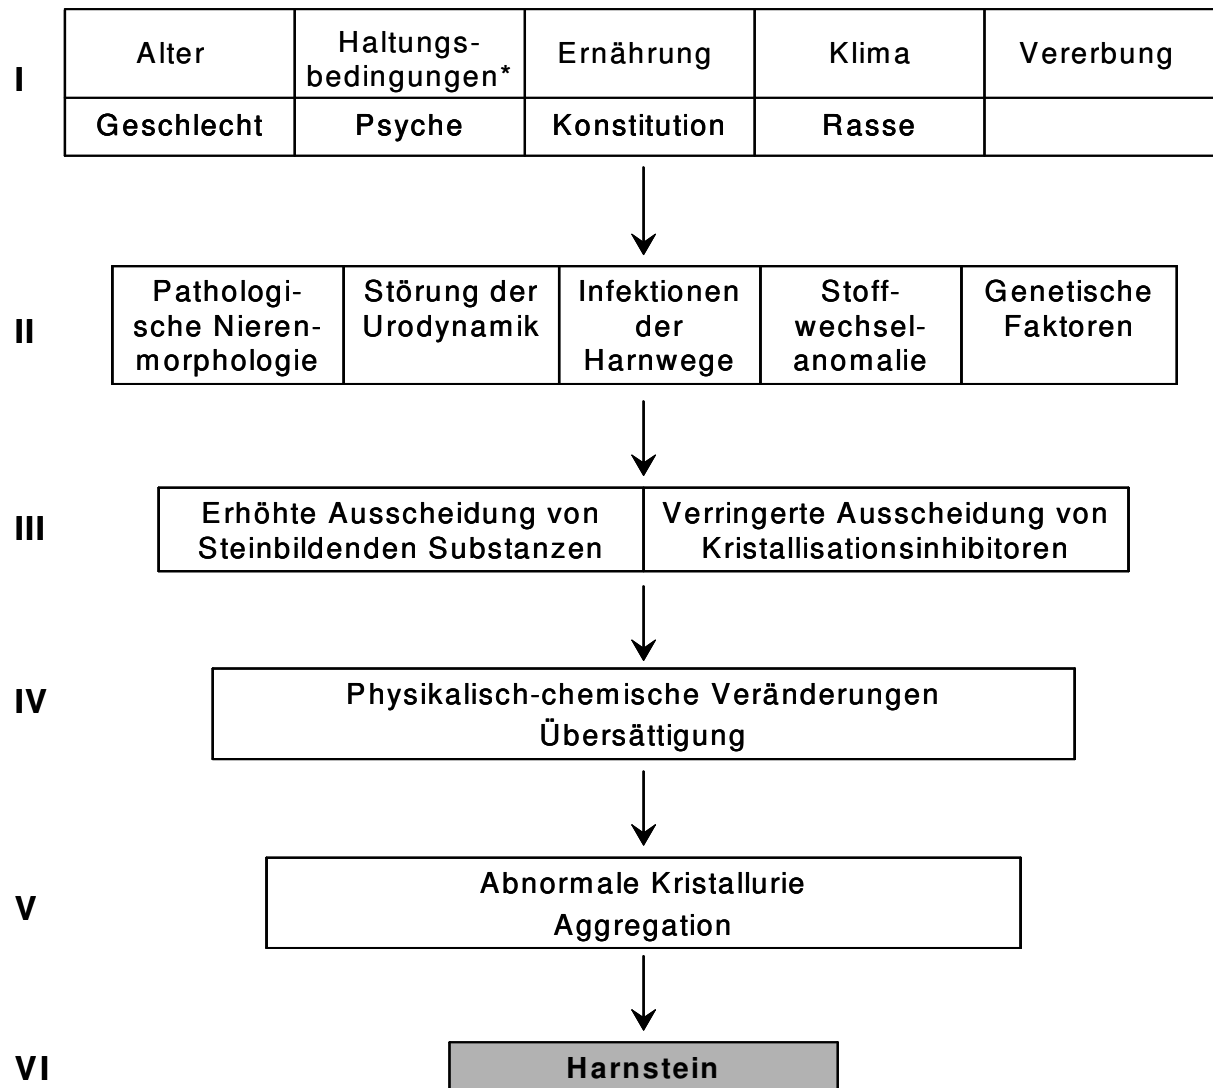 I
Alter
Haltungs-
bedingungen*
Ernährung
Klima
Vererbung
Geschlecht
Psyche
Konstitution
Rasse
II
Pathologi-
sche Nieren-
morphologie
Störung der
Urodynamik
Infektionen
der
Harnwege
Stoff-
wechsel-
anomalie
Genetische
Faktoren
III
Erhöhte Ausscheidung von
Steinbildenden Substanzen
Verringerte Ausscheidung von
Kristallisationsinhibitoren
IV
Physikalisch-chemische Veränderungen
Übersättigung
V
Abnormale Kristallurie
Aggregation
VI
Harnstein